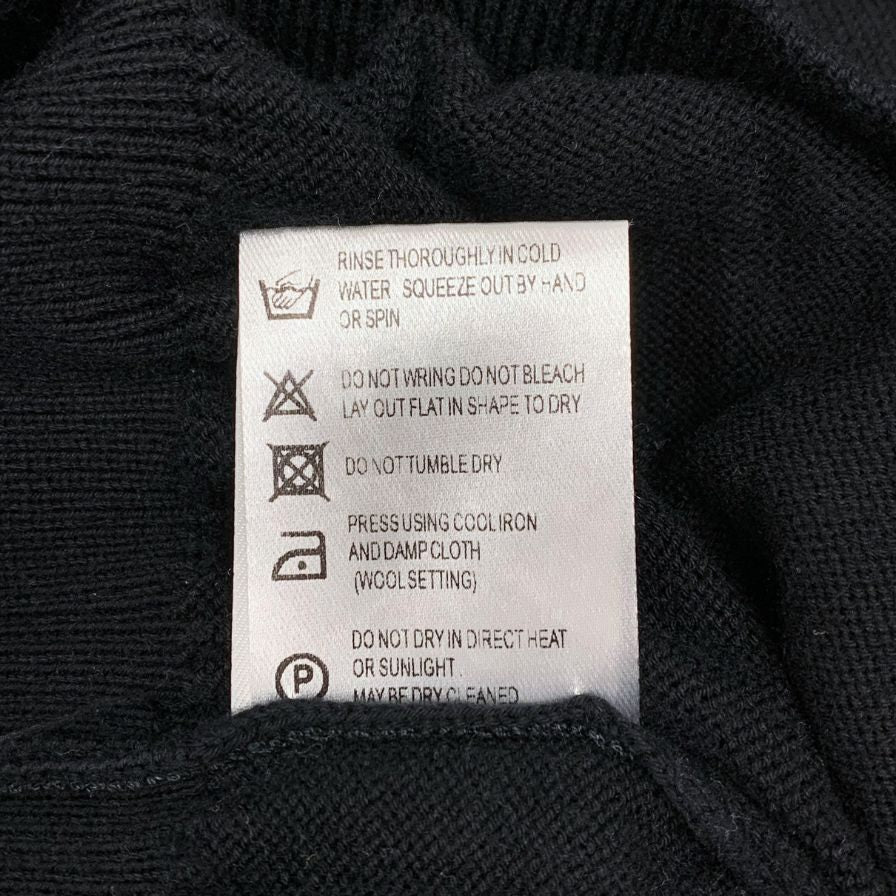 RINSE THOROUGHLY IN COLD
WATER SQUEEZE OUT BY HAND
OR SPIN
DO NOT WRING DO NOT BLEACH
LAY OUT FLAT IN SHAPE TO DRY
DO NOT TUMBLE DRY
PRESS USING COOL IRON
AND DAMP CLOTH
(WOOL SETTING)
DO NOT DRY IN DIRECT HEAT
P
OR SUNLIGHT.
MAY BE DRY CLEANED